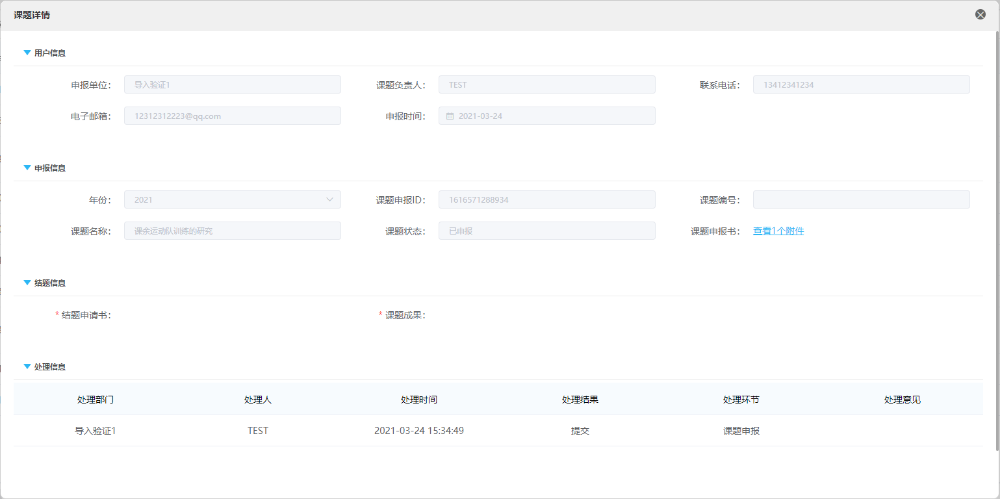 课题详情
用户信息
申报单位： 导入验证1 课题负责人： TEST 联系电话： 13412341234
电子邮箱： 12312312223@qq.com 申报时间： 2021-03-24
申报信息
年份： 2021 课题申报ID： 1616571288934 课题编号：
课题名称： 课余运动队训练的研究 课题状态： 已申报 课题申报书： 查看1个附件
结题信息
* 结题申请书： * 课题成果：
处理信息
处理部门 处理人 处理时间 处理结果 处理环节 处理意见
导入验证1 TEST 2021-03-24 15:34:49 提交 课题申报